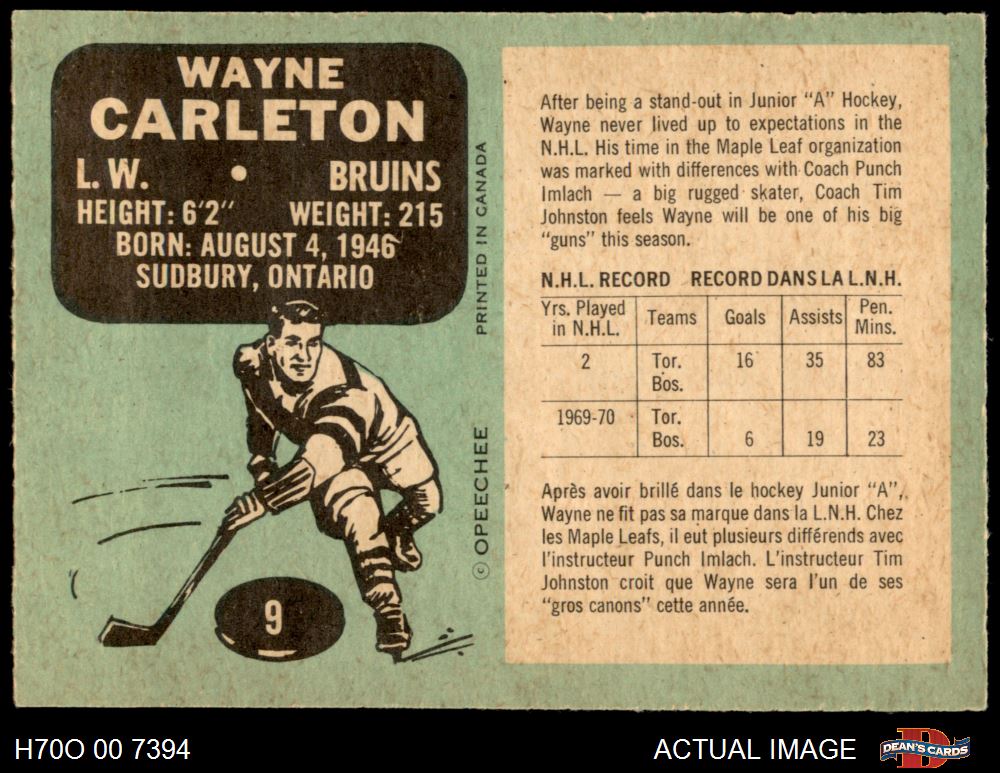 WAYNE
CARLETON
L. W. • BRUINS
HEIGHT: 6'2" WEIGHT: 215
BORN: AUGUST 4, 1946
SUDBURY, ONTARIO
9
PRINTED IN CANADA
© OPEECHEE
After being a stand-out in Junior "A" Hockey,
Wayne never lived up to expectations in the
N.H.L. His time in the Maple Leaf organization
was marked with differences with Coach Punch
Imlach — a big rugged skater, Coach Tim
Johnston feels Wayne will be one of his big
"guns" this season.
N.H.L. RECORD RECORD DANS LA L.N.H.
Yrs. Played
in N.H.L. Teams Goals Assists Pen.
Mins.
2 Tor. 16 35 83
Bos.
1969-70 Tor.
Bos. 6 19 23
Après avoir brillé dans le hockey Junior "A",
Wayne ne fit pas sa marque dans la L.N.H. Chez
les Maple Leafs, il eut plusieurs différends avec
l'instructeur Punch Imlach. L'instructeur Tim
Johnston croit que Wayne sera l'un de ses
"gros canons" cette année.
H70O 00 7394
ACTUAL IMAGE
DEAN'S CARDS